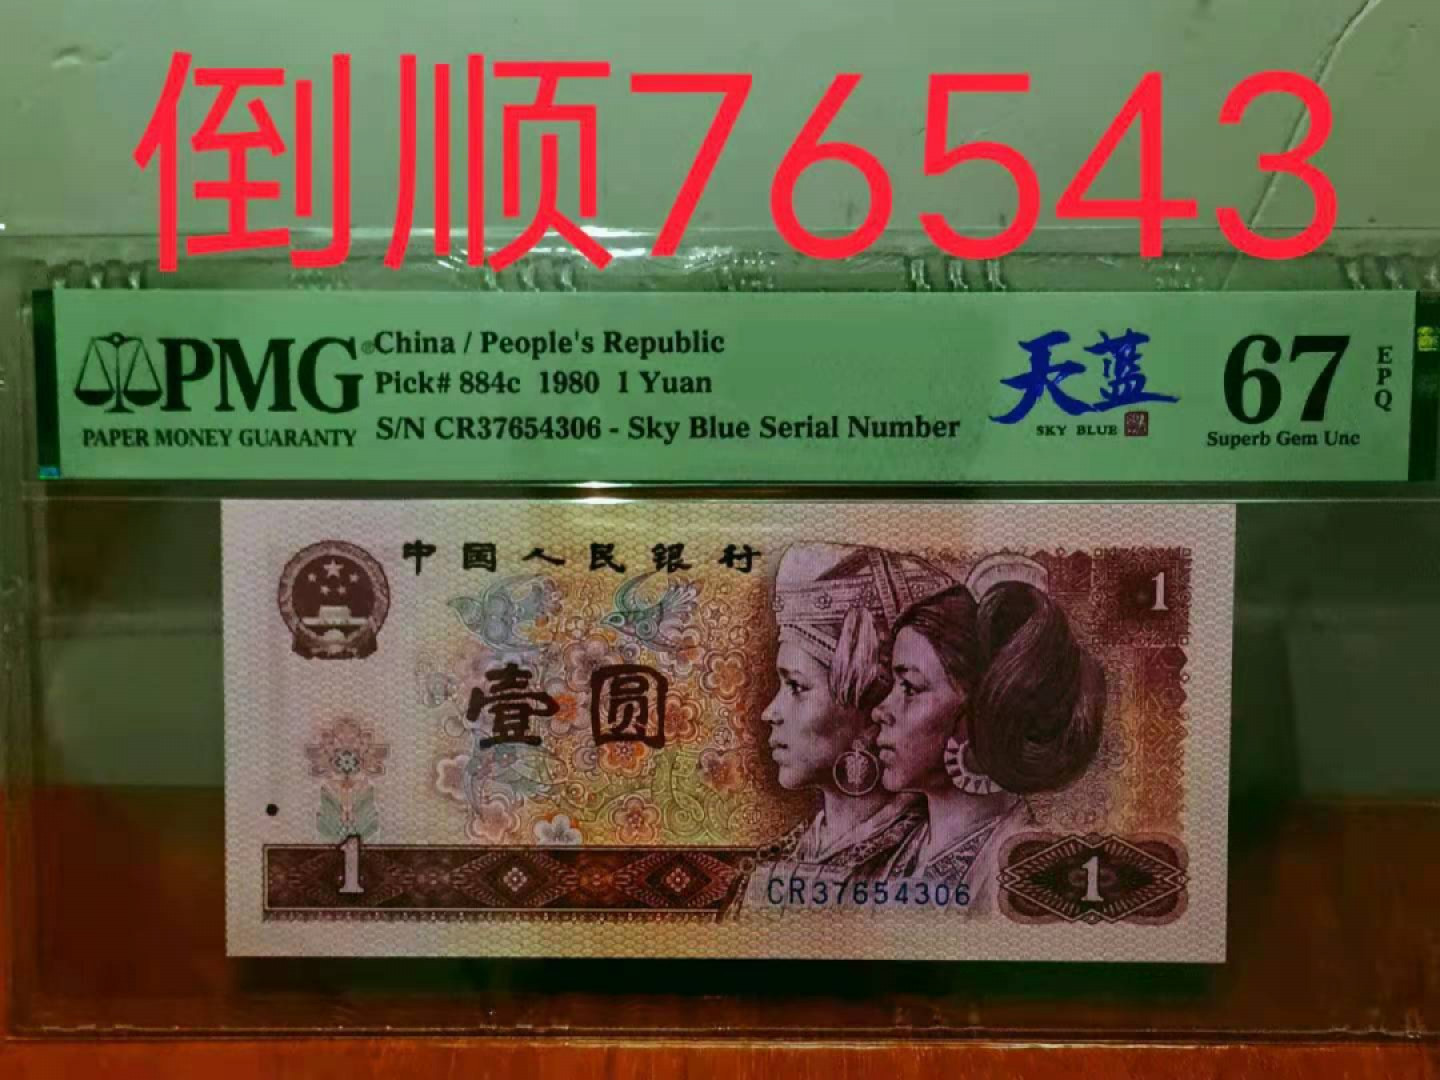 倒顺76543
PMG
PAPER MONEY GUARANTY
China / People's Republic
Pick# 884c 1980 1 Yuan
S/N CR37654306 - Sky Blue Serial Number
天蓝
SKY BLUE
67
EPQ
Superb Gem Unc
中国人民银行
1
壹圆
1
CR37654306
1